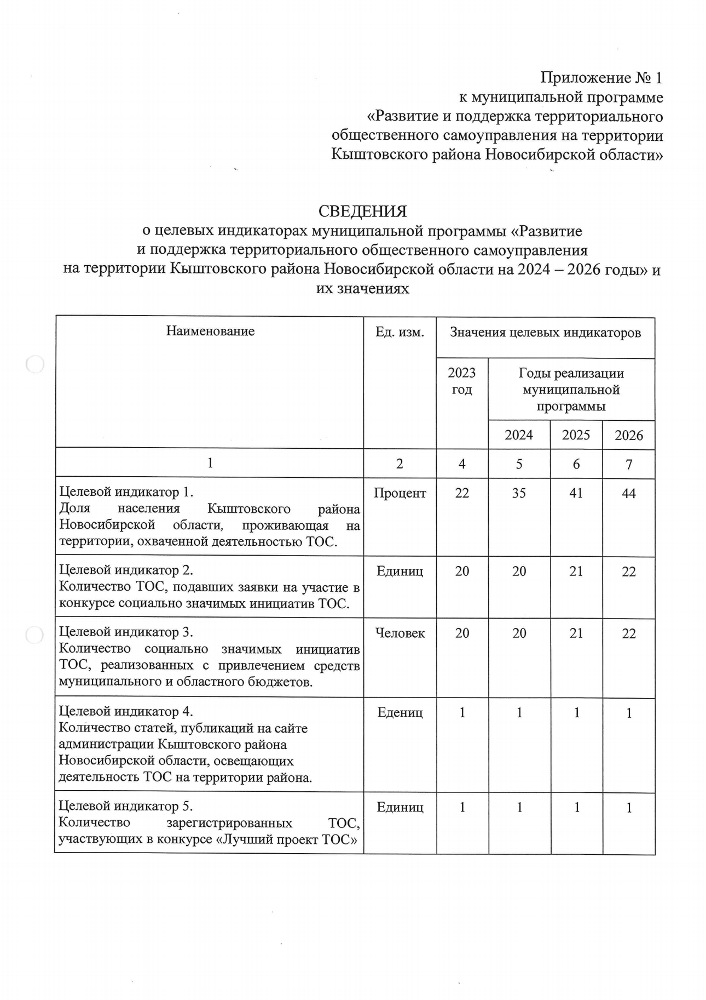 Приложение № 1
к муниципальной программе
«Развитие и поддержка территориального
общественного самоуправления на территории
Кыштовского района Новосибирской области»
СВЕДЕНИЯ
о целевых индикаторах муниципальной программы «Развитие
и поддержка территориального общественного самоуправления
на территории Кыштовского района Новосибирской области на 2024 – 2026 годы» и
их значениях
Наименование Ед. изм. Значения целевых индикаторов
2023 Годы реализации
год муниципальной
программы
2024 2025 2026
1 2 4 5 6 7
Целевой индикатор 1. Процент 22 35 41 44
Доля населения Кыштовского района
Новосибирской области, проживающая на
территории, охваченной деятельностью ТОС.
Целевой индикатор 2. Единиц 20 20 21 22
Количество ТОС, подавших заявки на участие в
конкурсе социально значимых инициатив ТОС.
Целевой индикатор 3. Человек 20 20 21 22
Количество социально значимых инициатив
ТОС, реализованных с привлечением средств
муниципального и областного бюджетов.
Целевой индикатор 4. Едениц 1 1 1 1
Количество статей, публикаций на сайте
администрации Кыштовского района
Новосибирской области, освещающих
деятельность ТОС на территории района.
Целевой индикатор 5. Единиц 1 1 1 1
Количество зарегистрированных ТОС,
участвующих в конкурсе «Лучший проект ТОС»